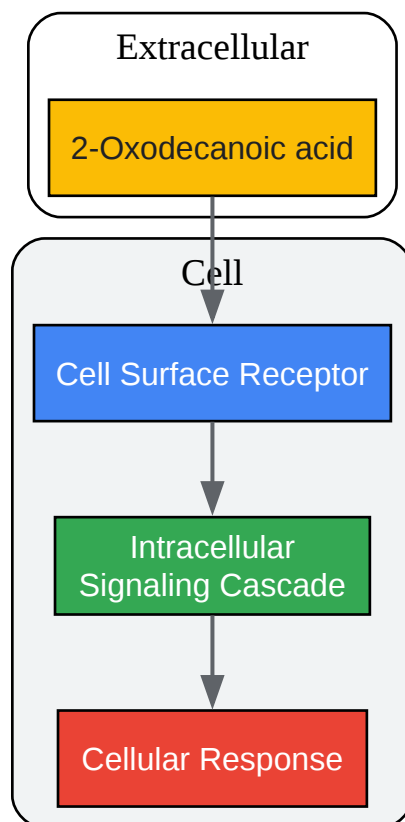 Extracellular
2-Oxodecanoic acid
Cell
Cell Surface Receptor
Intracellular
Signaling Cascade
Cellular Response